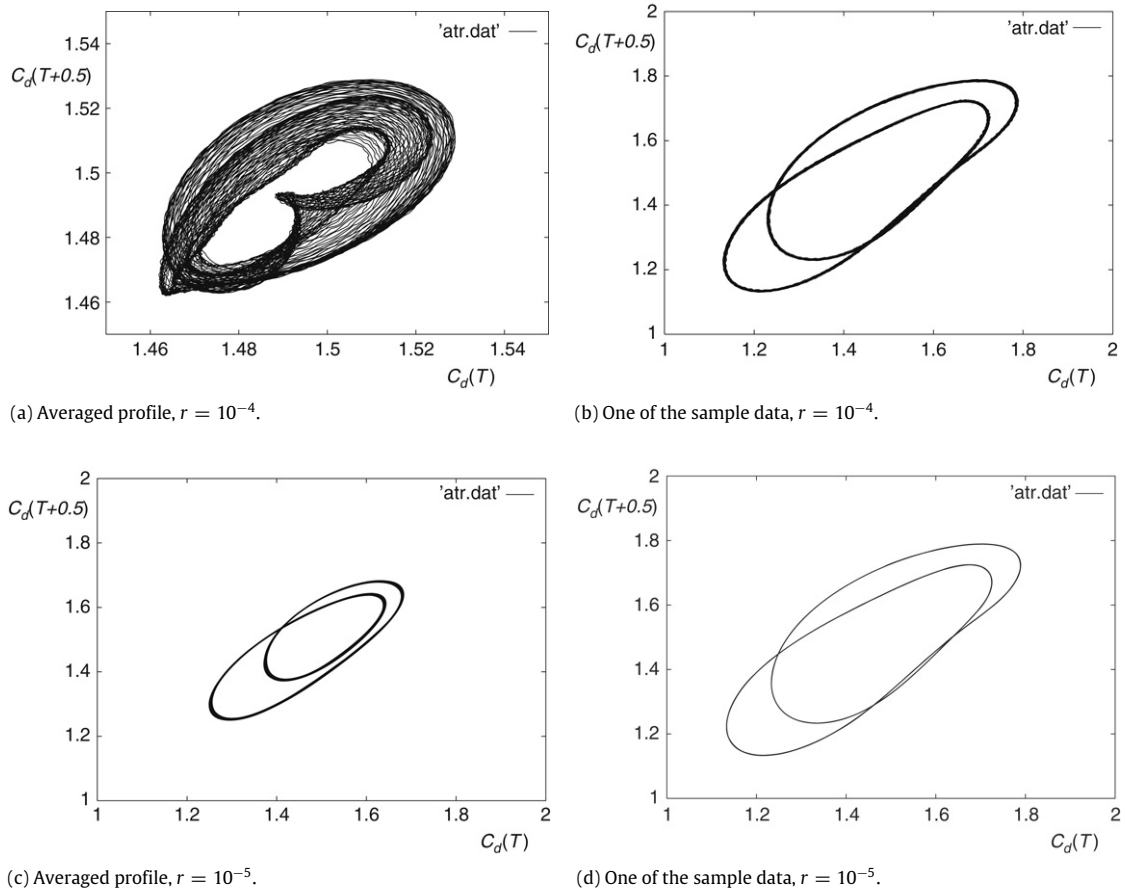 1.54
1.52
1.5
1.48
1.46
C_d(T+0.5)
'atr.dat'
1.46 1.48 1.5 1.52 1.54
C_d(T)
(a) Averaged profile, r = 10⁻⁴.
2
1.8
1.6
1.4
1.2
1
C_d(T+0.5)
'atr.dat'
1 1.2 1.4 1.6 1.8 2
C_d(T)
(b) One of the sample data, r = 10⁻⁴.
2
1.8
1.6
1.4
1.2
1
C_d(T+0.5)
'atr.dat'
1 1.2 1.4 1.6 1.8 2
C_d(T)
(c) Averaged profile, r = 10⁻⁵.
2
1.8
1.6
1.4
1.2
1
C_d(T+0.5)
'atr.dat'
1 1.2 1.4 1.6 1.8 2
C_d(T)
(d) One of the sample data, r = 10⁻⁵.